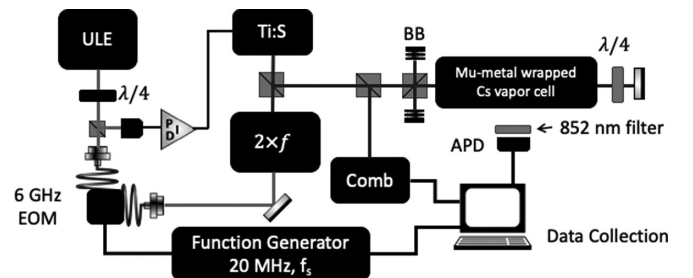 ULE
Ti:S
BB
λ/4
Mu-metal wrapped
Cs vapor cell
λ/4
P I
D
2×f
852 nm filter
APD
Comb
6 GHz
EOM
Function Generator
20 MHz, fs
Data Collection